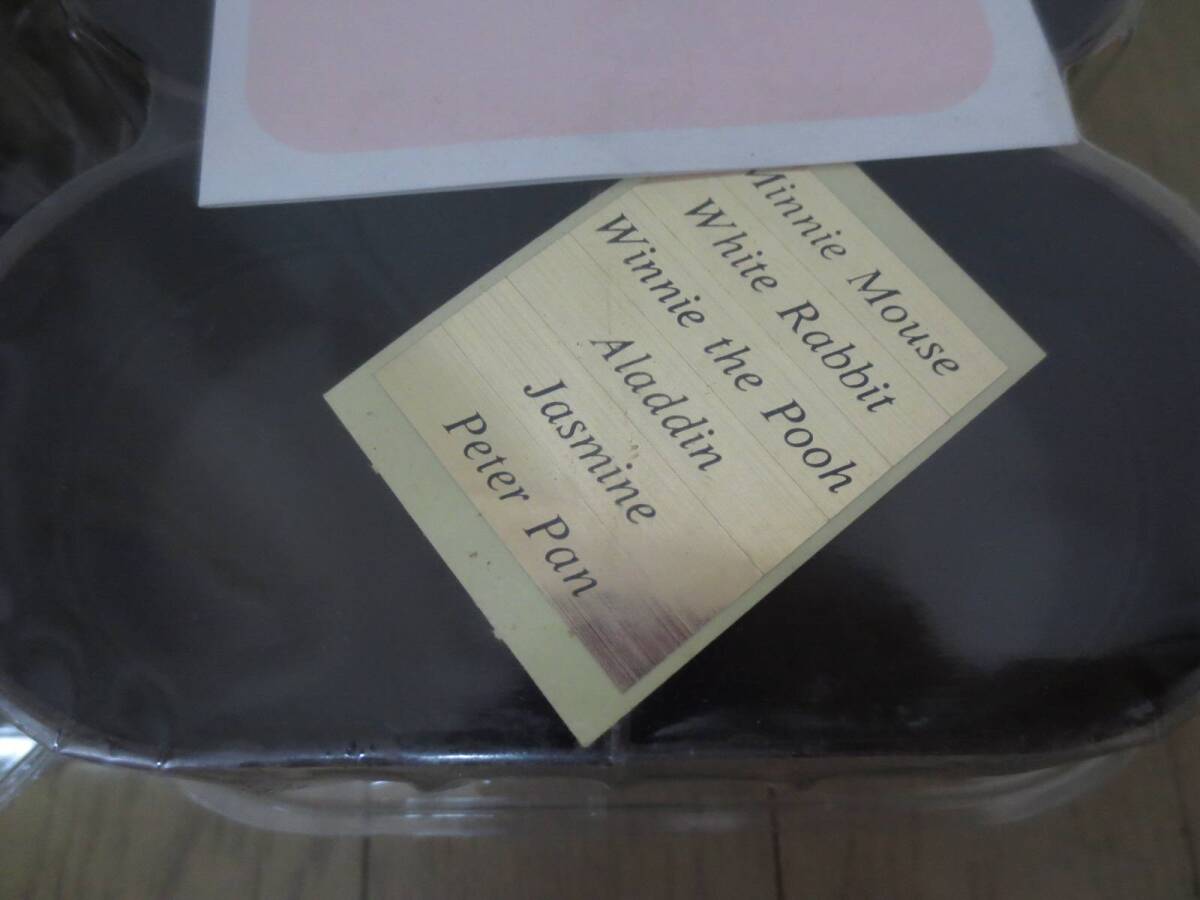 Minnie Mouse
White Rabbit
Winnie the Pooh
Aladdin
Jasmine
Peter Pan